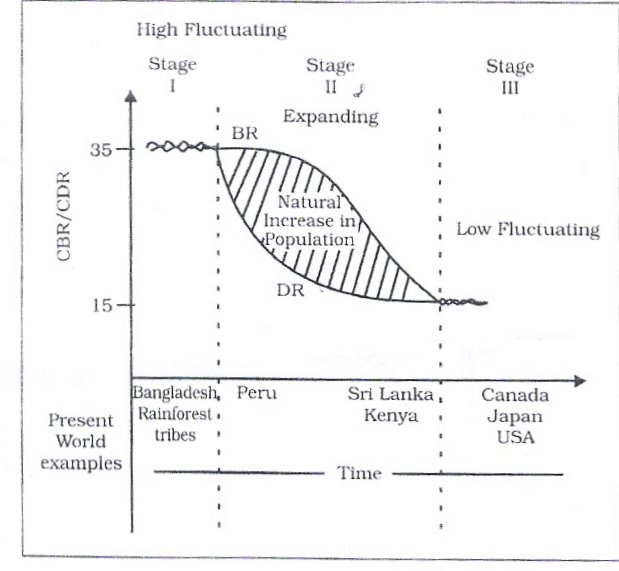 High Fluctuating
Stage
I
Stage
II
Stage
III
Expanding
BR
35
CBR/CDR
Natural
Increase in
Population
Low Fluctuating
DR
15
Bangladesh
Rainforest
tribes
Peru
Sri Lanka
Kenya
Canada
Japan
USA
Present
World
examples
Time